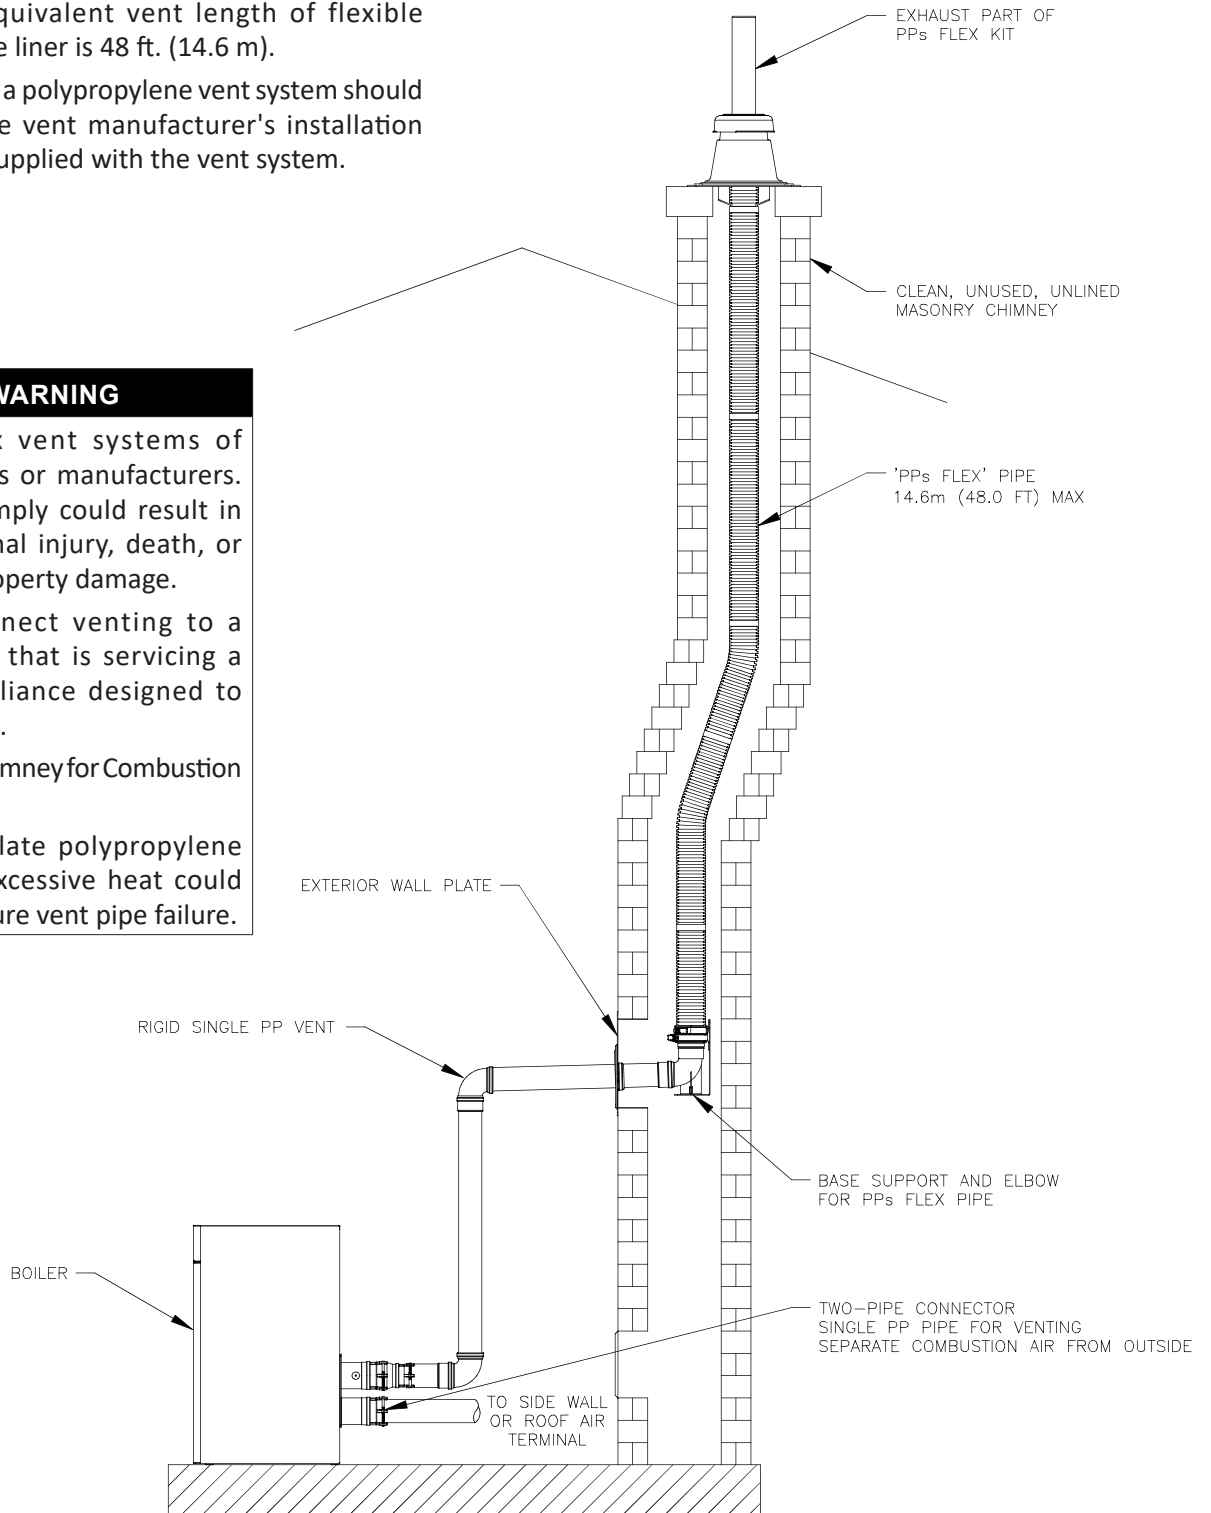 quivalent vent length of flexible
e liner is 48 ft. (14.6 m).
a polypropylene vent system should
e vent manufacturer's installation
upplied with the vent system.
WARNING
x vent systems of
s or manufacturers.
mply could result in
nal injury, death, or
operty damage.
nect venting to a
that is servicing a
liance designed to
.
imney for Combustion
late polypropylene
xcessive heat could
ure vent pipe failure.
EXHAUST PART OF
PPs FLEX KIT
CLEAN, UNUSED, UNLINED
MASONRY CHIMNEY
'PPs FLEX' PIPE
14.6m (48.0 FT) MAX
EXTERIOR WALL PLATE
RIGID SINGLE PP VENT
BASE SUPPORT AND ELBOW
FOR PPs FLEX PIPE
BOILER
TWO-PIPE CONNECTOR
SINGLE PP PIPE FOR VENTING
SEPARATE COMBUSTION AIR FROM OUTSIDE
TO SIDE WALL
OR ROOF AIR
TERMINAL